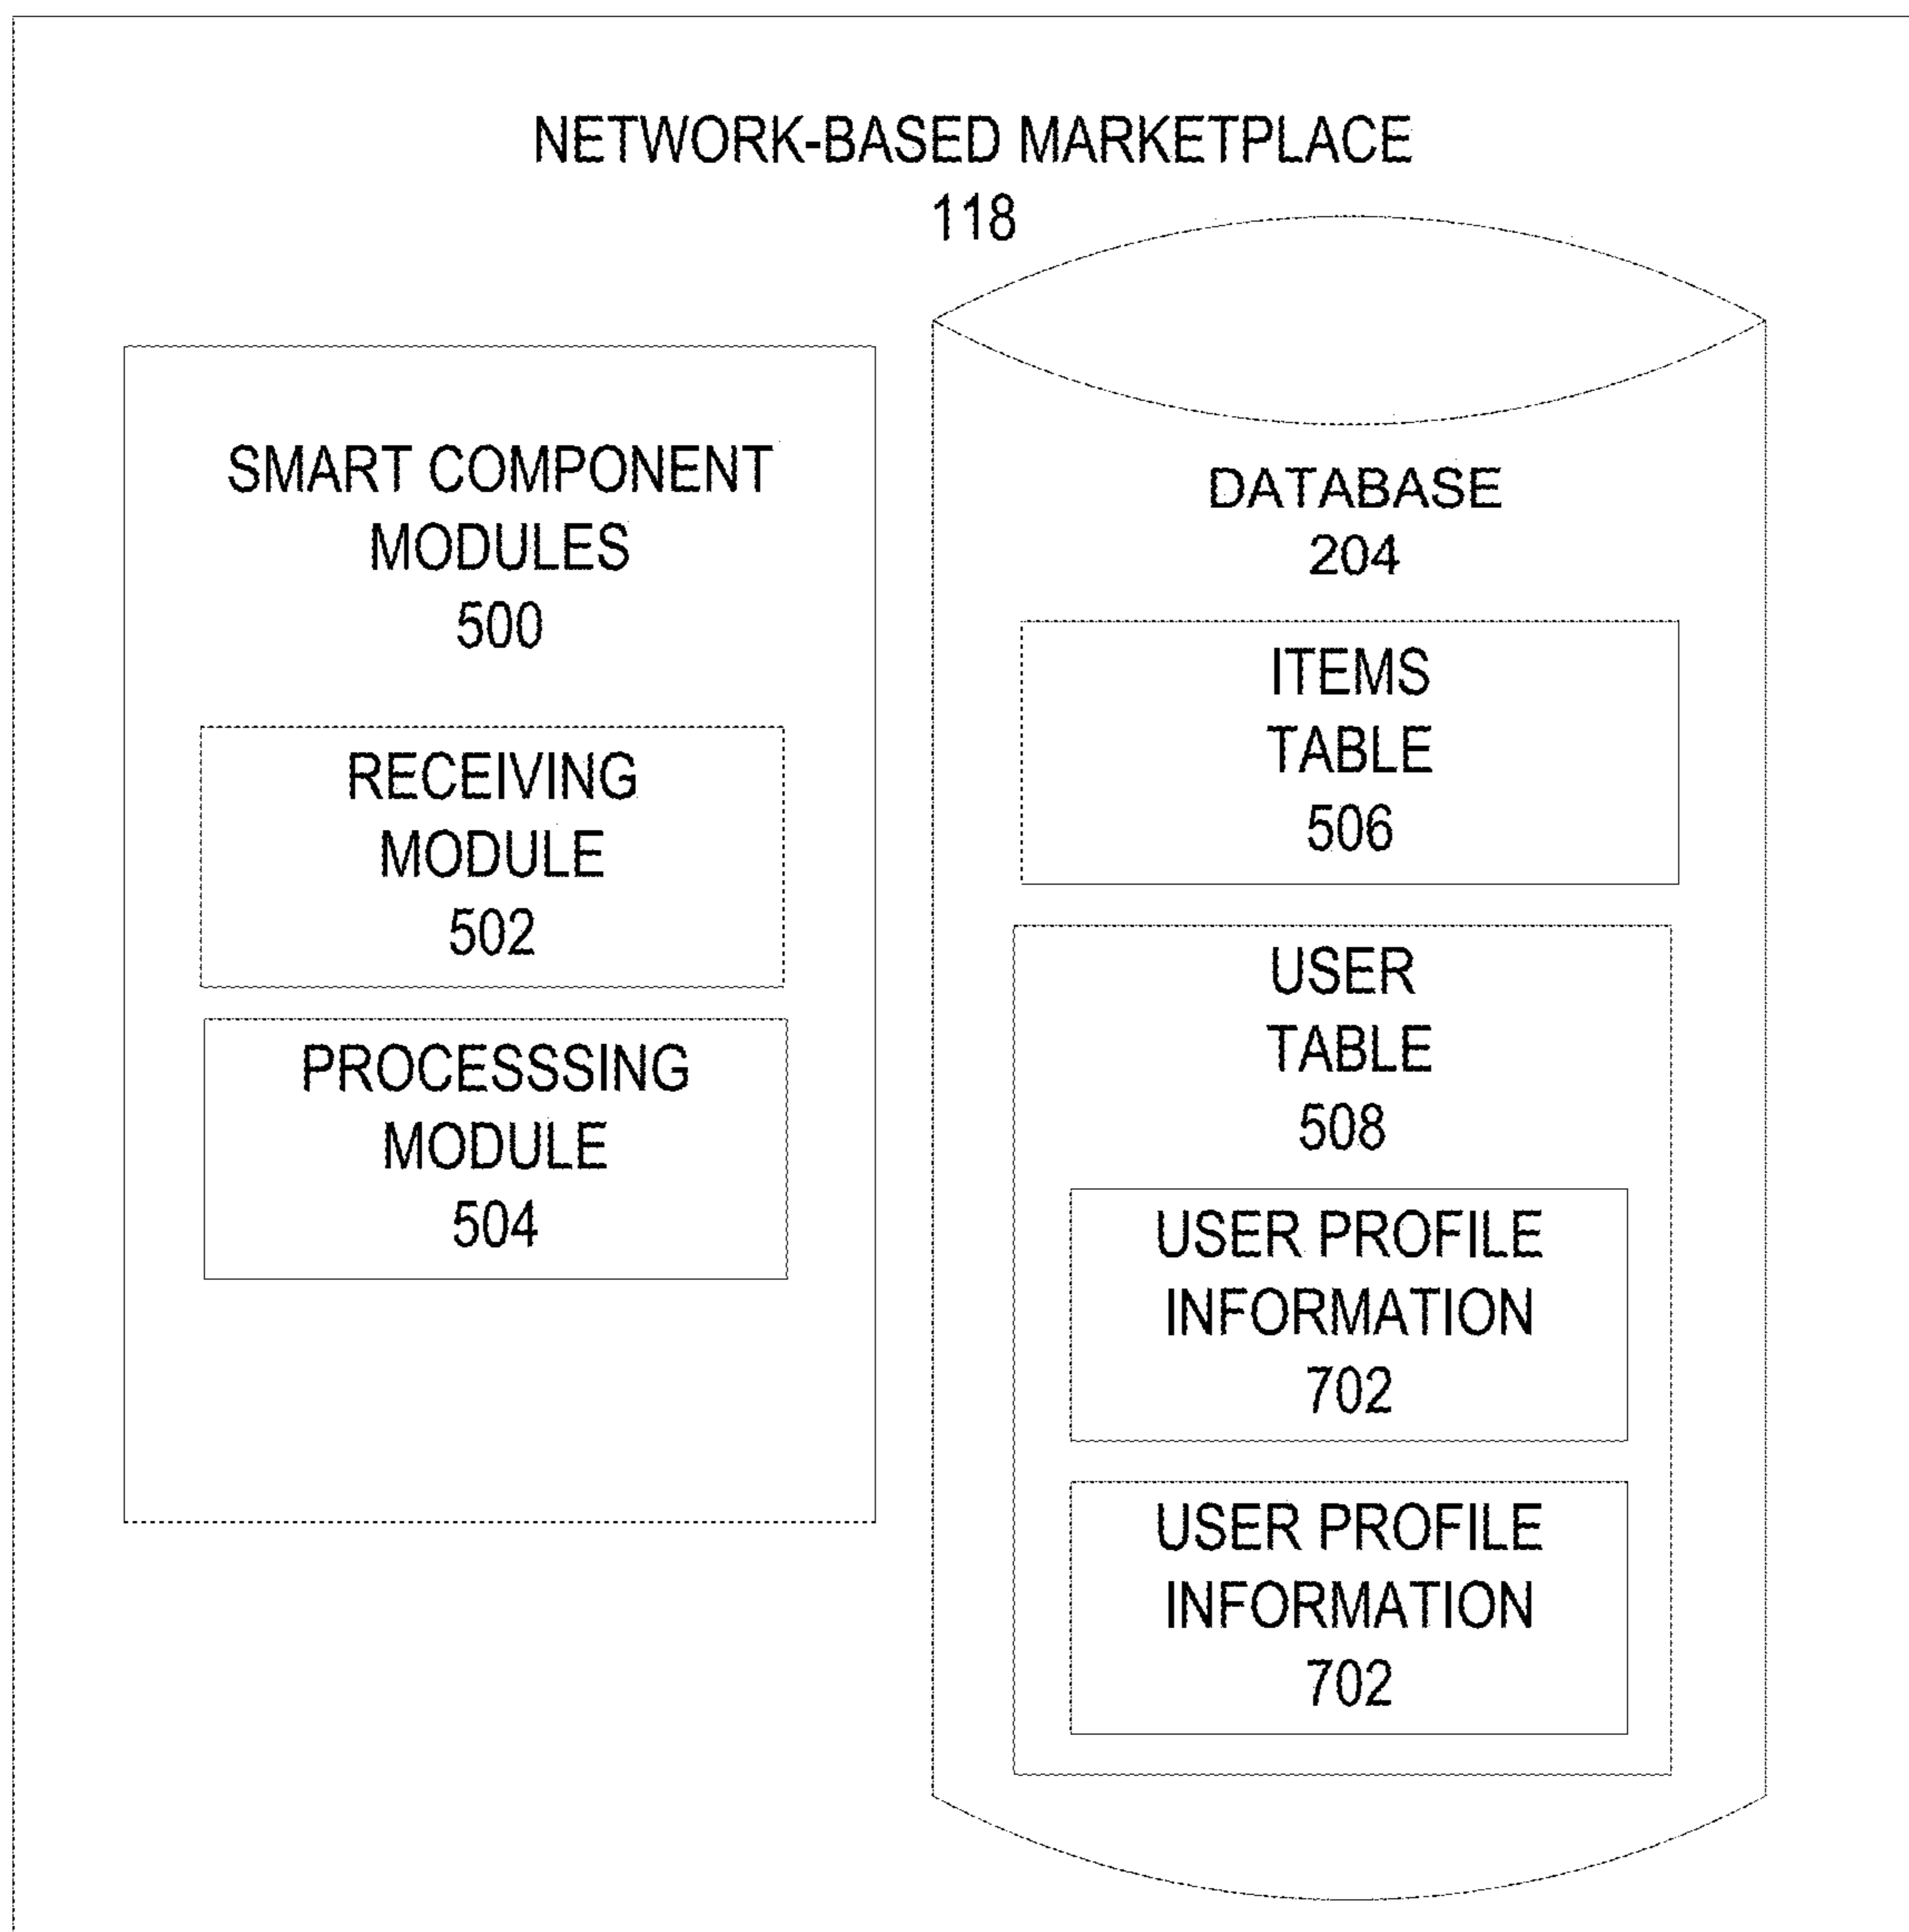 NETWORK-BASED MARKETPLACE
118
SMART COMPONENT
MODULES
500
RECEIVING
MODULE
502
PROCESSSING
MODULE
504
DATABASE
204
ITEMS
TABLE
506
USER
TABLE
508
USER PROFILE
INFORMATION
702
USER PROFILE
INFORMATION
702